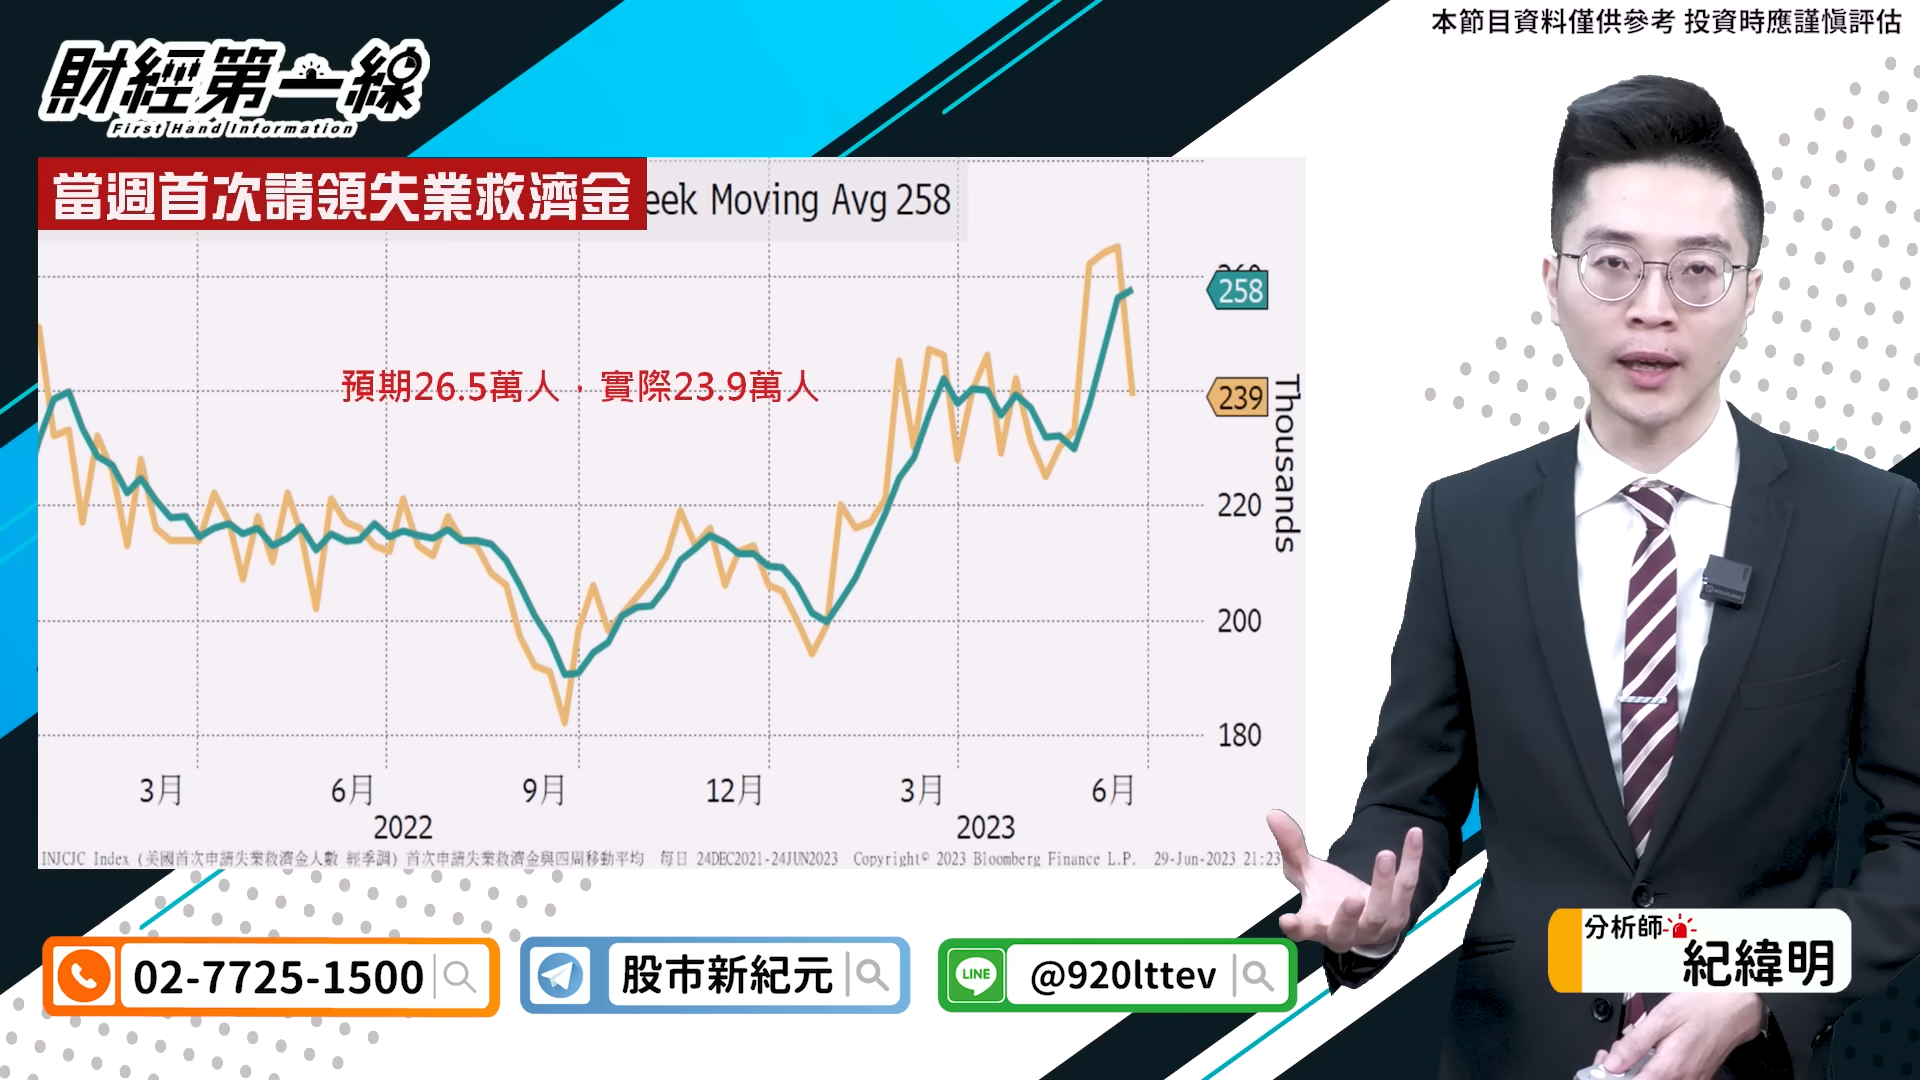 本節目資料僅供參考 投資時應謹慎評估
財經第一線
First Hand Information
當週首次請領失業救濟金
eek Moving Avg 258
260
258
預期26.5萬人,實際23.9萬人
239
Thousands
220
200
180
3月 6月 9月 12月 3月 6月
2022 2023
INJCJC Index (美國首次申請失業救濟金人數 經季調) 首次申請失業救濟金與四周移動平均 每日 24DEC2021-24JUN2023 Copyright© 2023 Bloomberg Finance L.P. 29-Jun-2023 21:23
分析師
紀緯明
02-7725-1500
股市新紀元
LINE
@920lttev